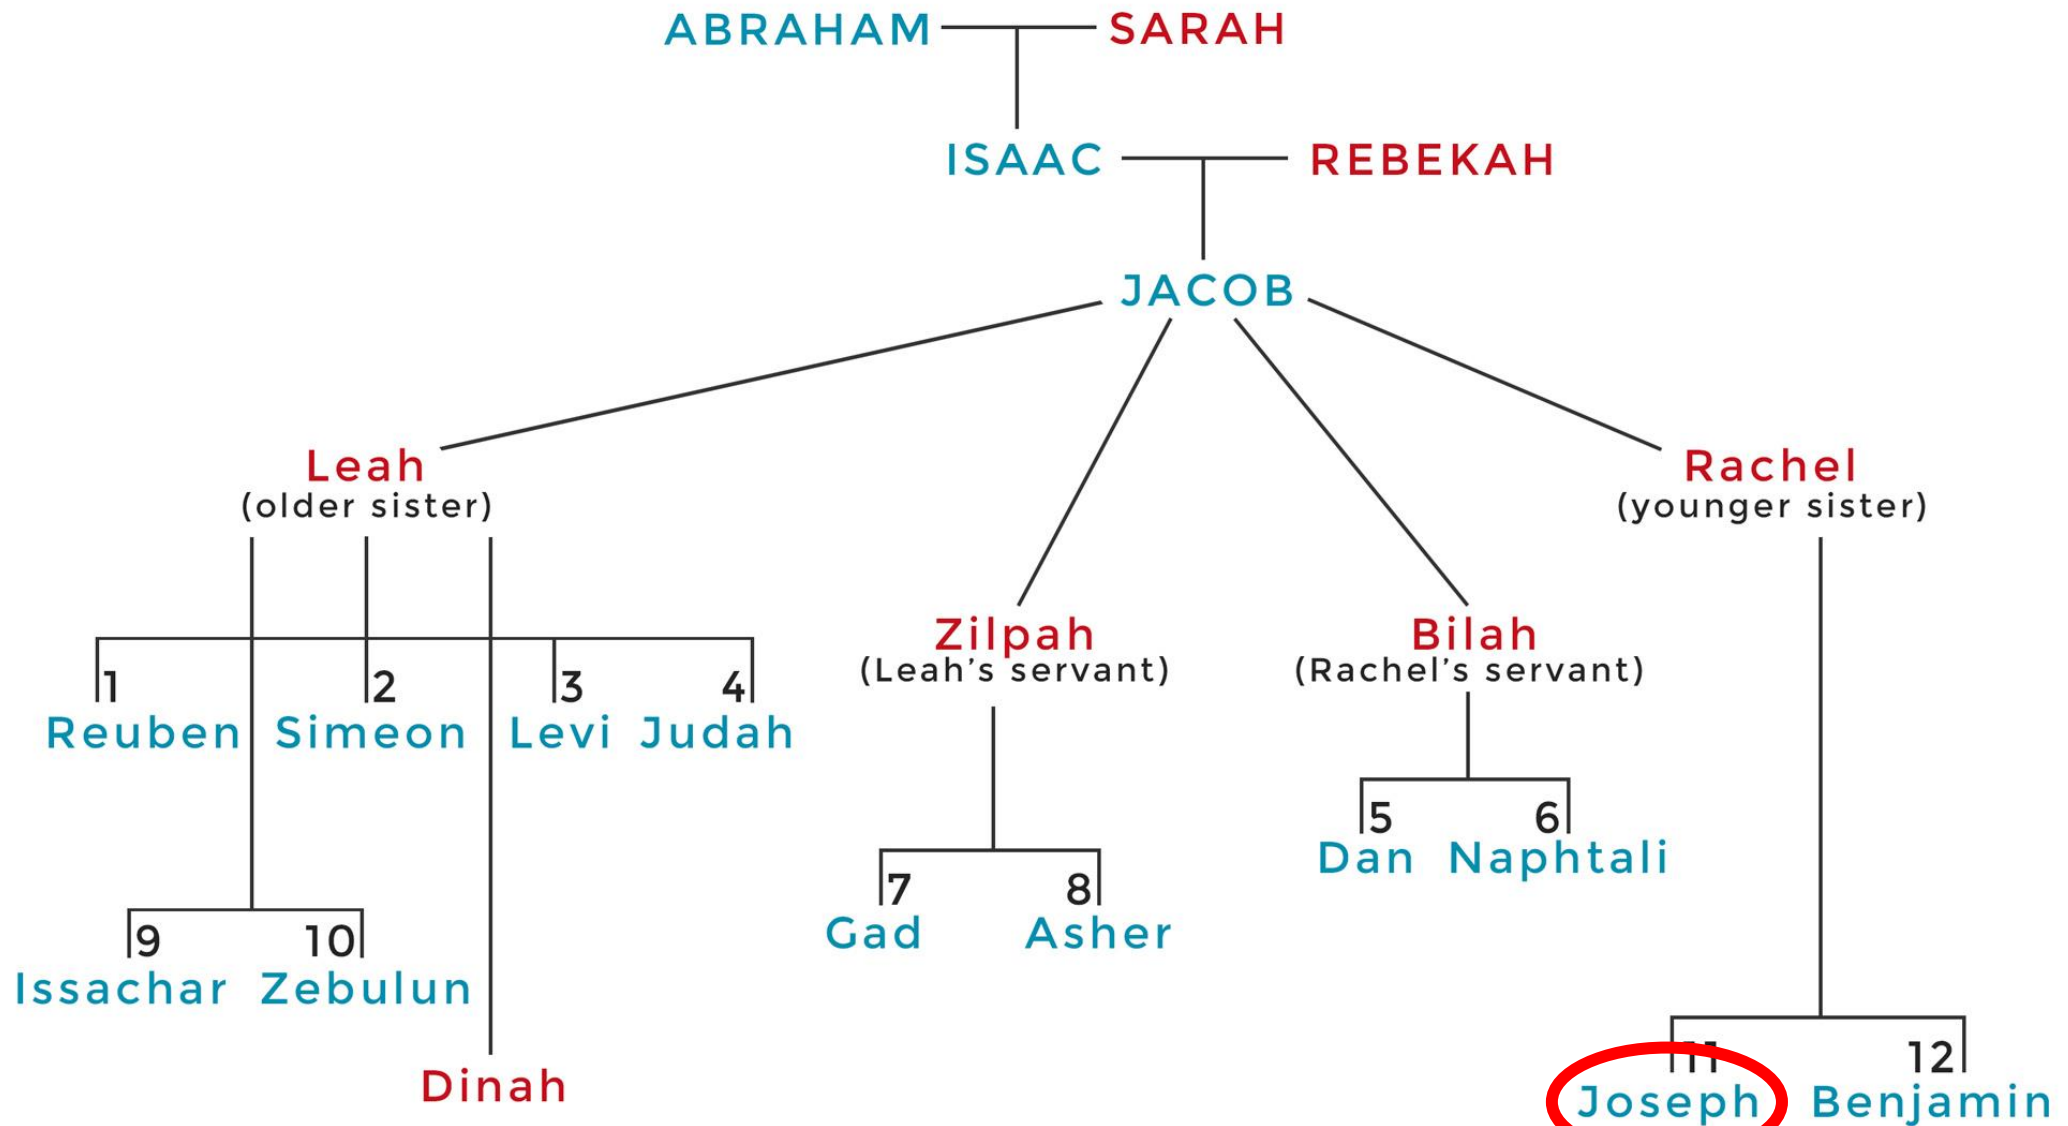 ABRAHAM SARAH
ISAAC REBEKAH
JACOB
Leah Rachel
(older sister) (younger sister)
Zilpah Bilah
(Leah's servant) (Rachel's servant)
1 2 3 4
Reuben Simeon Levi Judah
5 6
Dan Naphtali
7 8
Gad Asher
9 10
Issachar Zebulun
11 12
Dinah
Joseph Benjamin